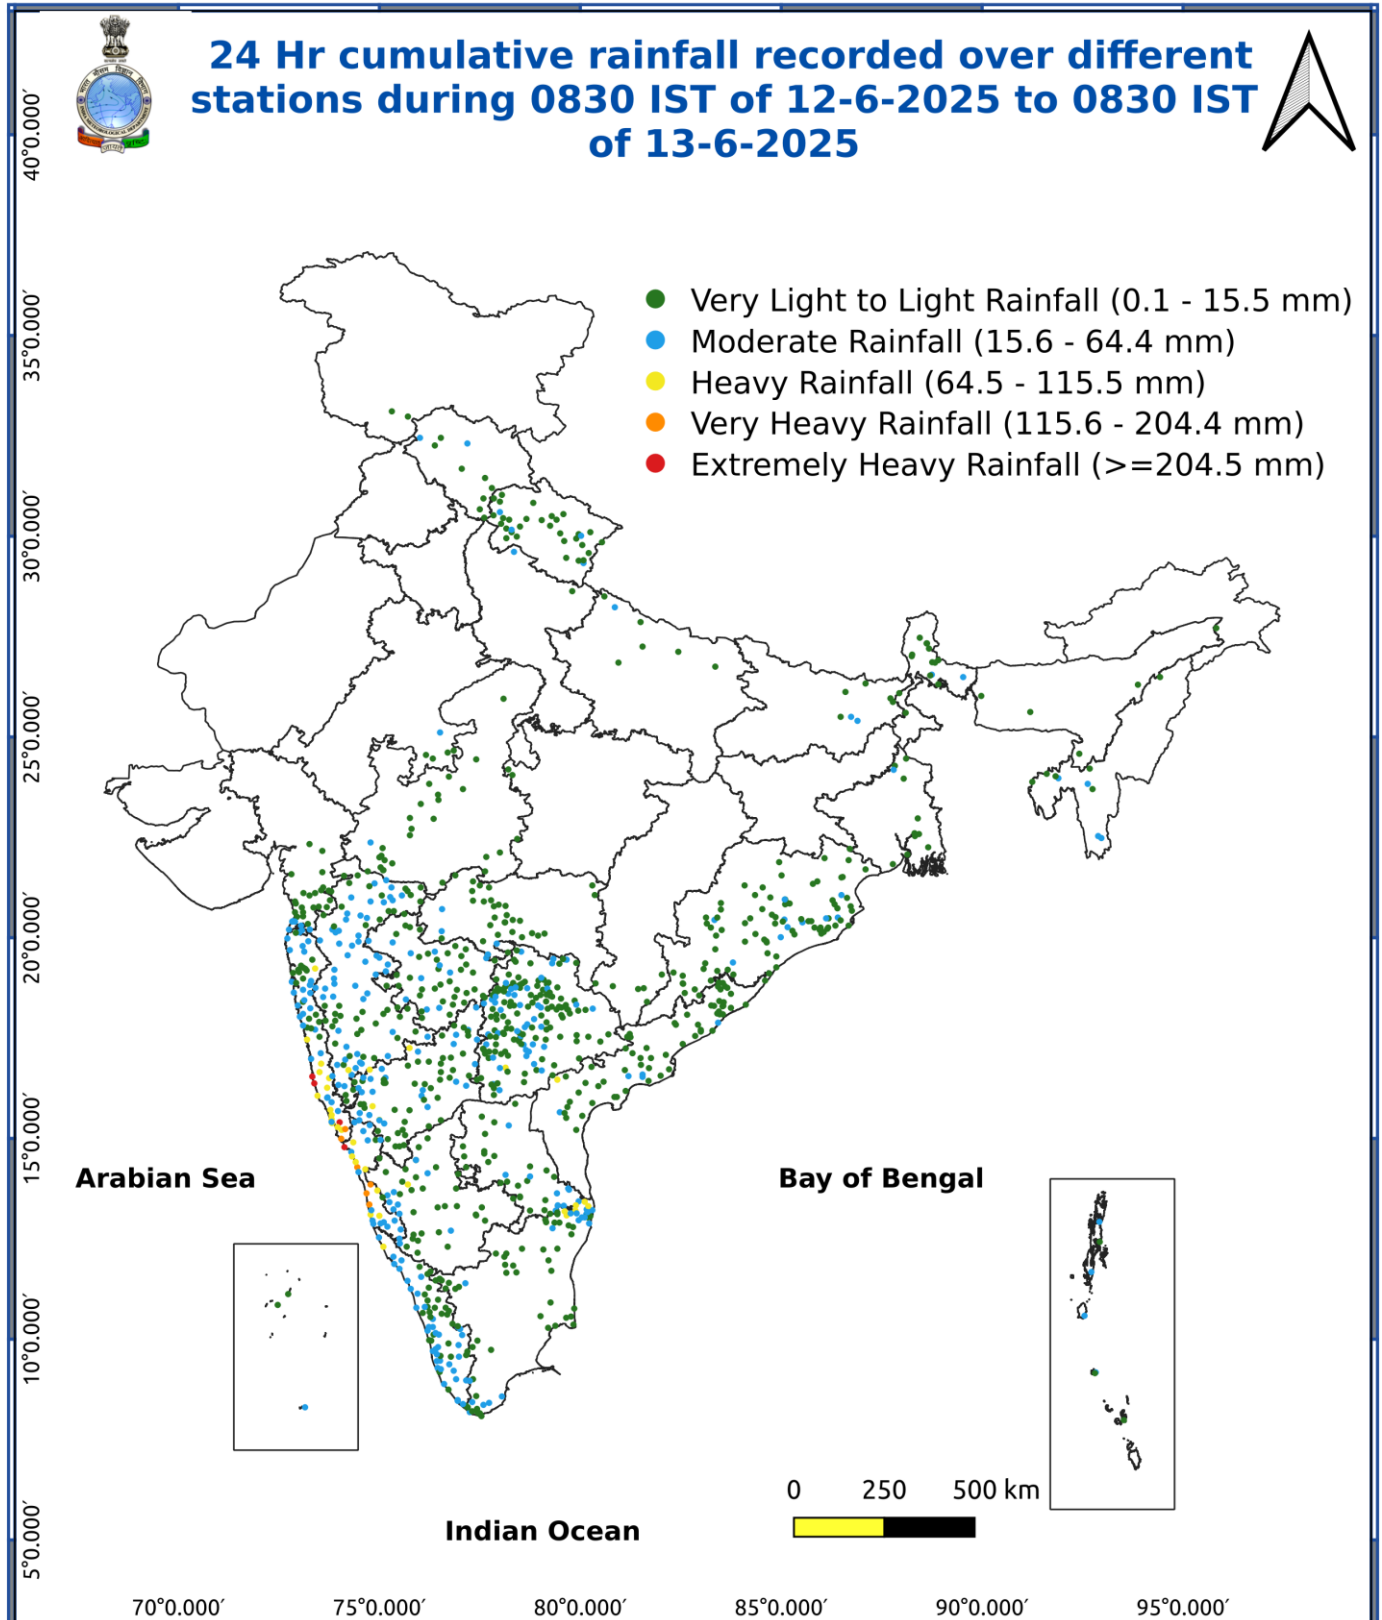 24 Hr cumulative rainfall recorded over different
stations during 0830 IST of 12-6-2025 to 0830 IST
of 13-6-2025
Very Light to Light Rainfall (0.1 - 15.5 mm)
Moderate Rainfall (15.6 - 64.4 mm)
Heavy Rainfall (64.5 - 115.5 mm)
Very Heavy Rainfall (115.6 - 204.4 mm)
Extremely Heavy Rainfall (>=204.5 mm)
40°0.000′
35°0.000′
30°0.000′
25°0.000′
20°0.000′
15°0.000′
10°0.000′
5°0.000′
Arabian Sea
Bay of Bengal
Indian Ocean
0 250 500 km
70°0.000′ 75°0.000′ 80°0.000′ 85°0.000′ 90°0.000′ 95°0.000′